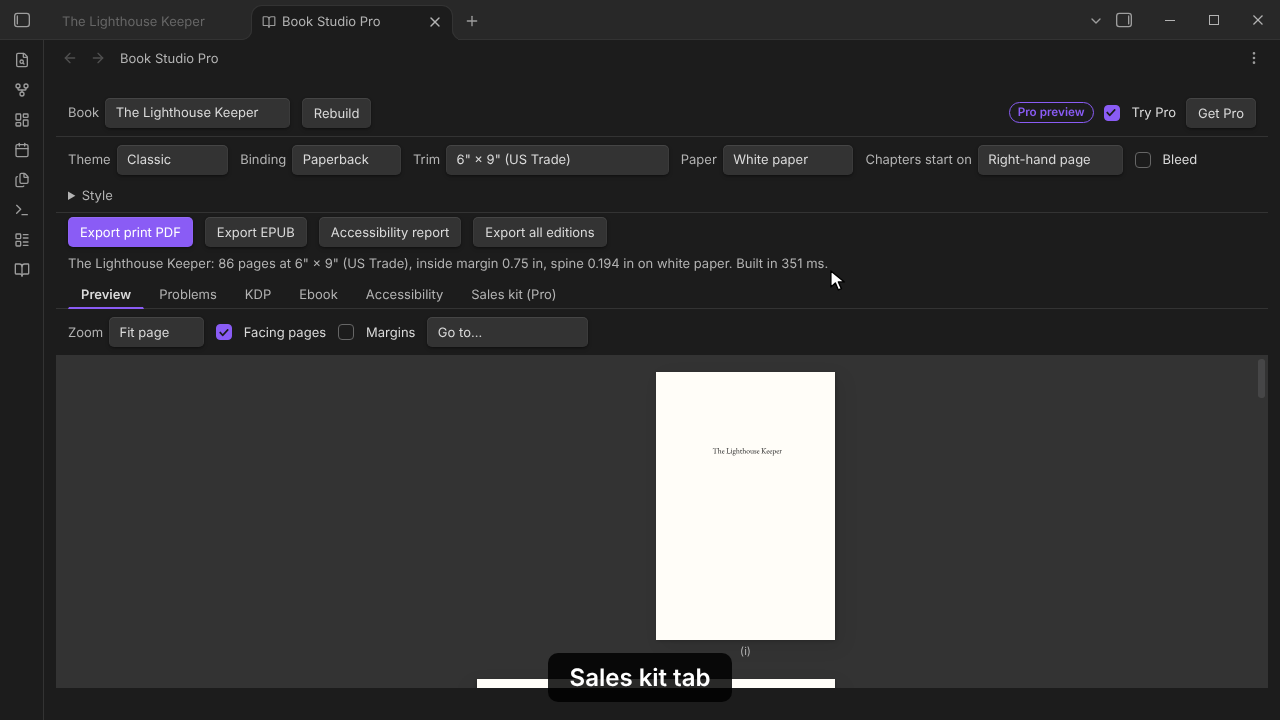 The Lighthouse Keeper
Book Studio Pro
Book Studio Pro
Book The Lighthouse Keeper Rebuild Pro preview Try Pro Get Pro
Theme Classic Binding Paperback Trim 6" × 9" (US Trade) Paper White paper Chapters start on Right-hand page Bleed
Style
Export print PDF Export EPUB Accessibility report Export all editions
The Lighthouse Keeper: 86 pages at 6" × 9" (US Trade), inside margin 0.75 in, spine 0.194 in on white paper. Built in 351 ms.
Preview Problems KDP Ebook Accessibility Sales kit (Pro)
Zoom Fit page Facing pages Margins Go to...
The Lighthouse Keeper
(i)
Sales kit tab